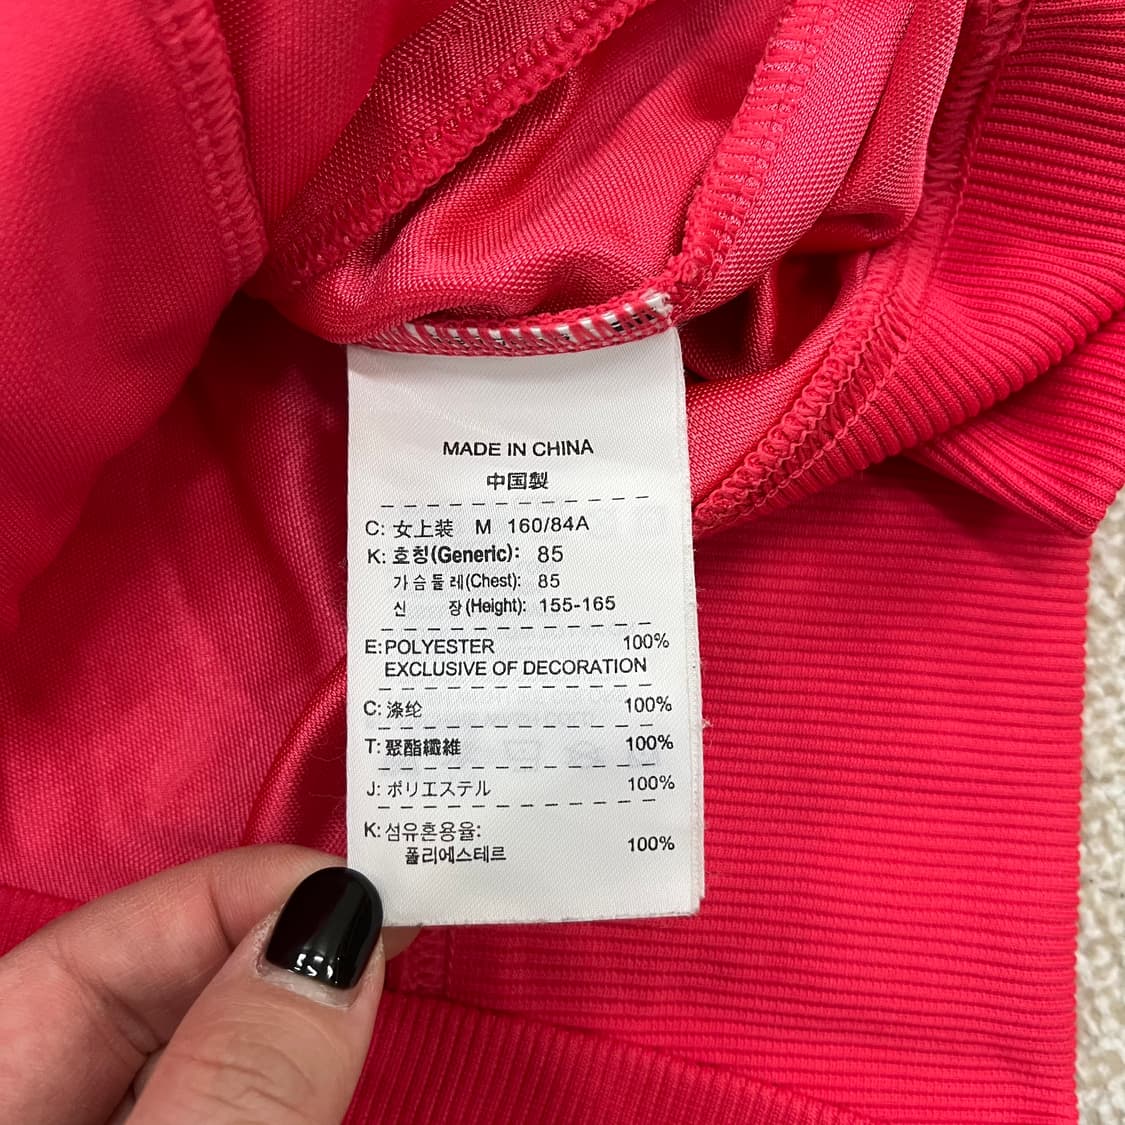 MADE IN CHINA
中国製
C: 女上装 M 160/84A
K: 호칭(Generic): 85
가슴둘레(Chest): 85
신 장(Height): 155-165
E:POLYESTER 100%
EXCLUSIVE OF DECORATION
C: 涤纶 100%
T: 聚酯纖維 100%
J: ポリエステル 100%
K: 섬유혼용율:
폴리에스테르 100%